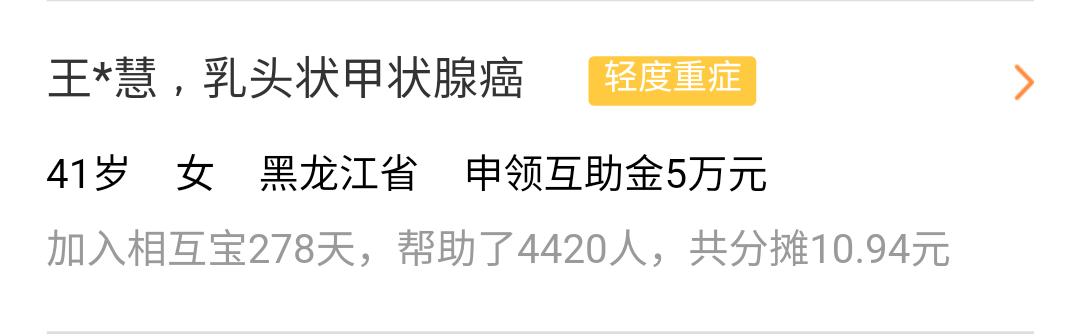 王*慧，乳头状甲状腺癌 轻度重症
41岁 女 黑龙江省 申领互助金5万元
加入相互宝278天，帮助了4420人，共分摊10.94元